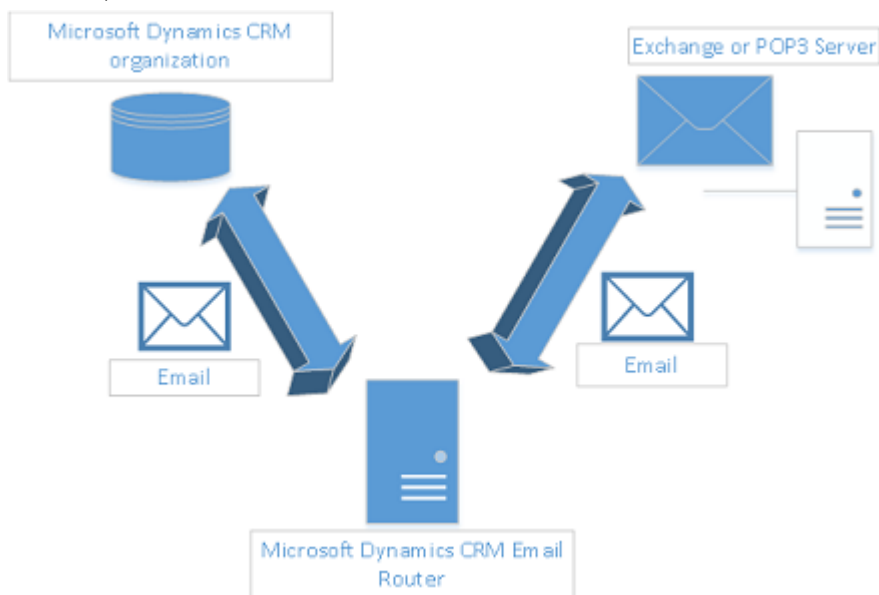 Microsoft Dynamics CRM
organization
Exchange or POP3 Server
Email
Email
Microsoft Dynamics CRM Email
Router